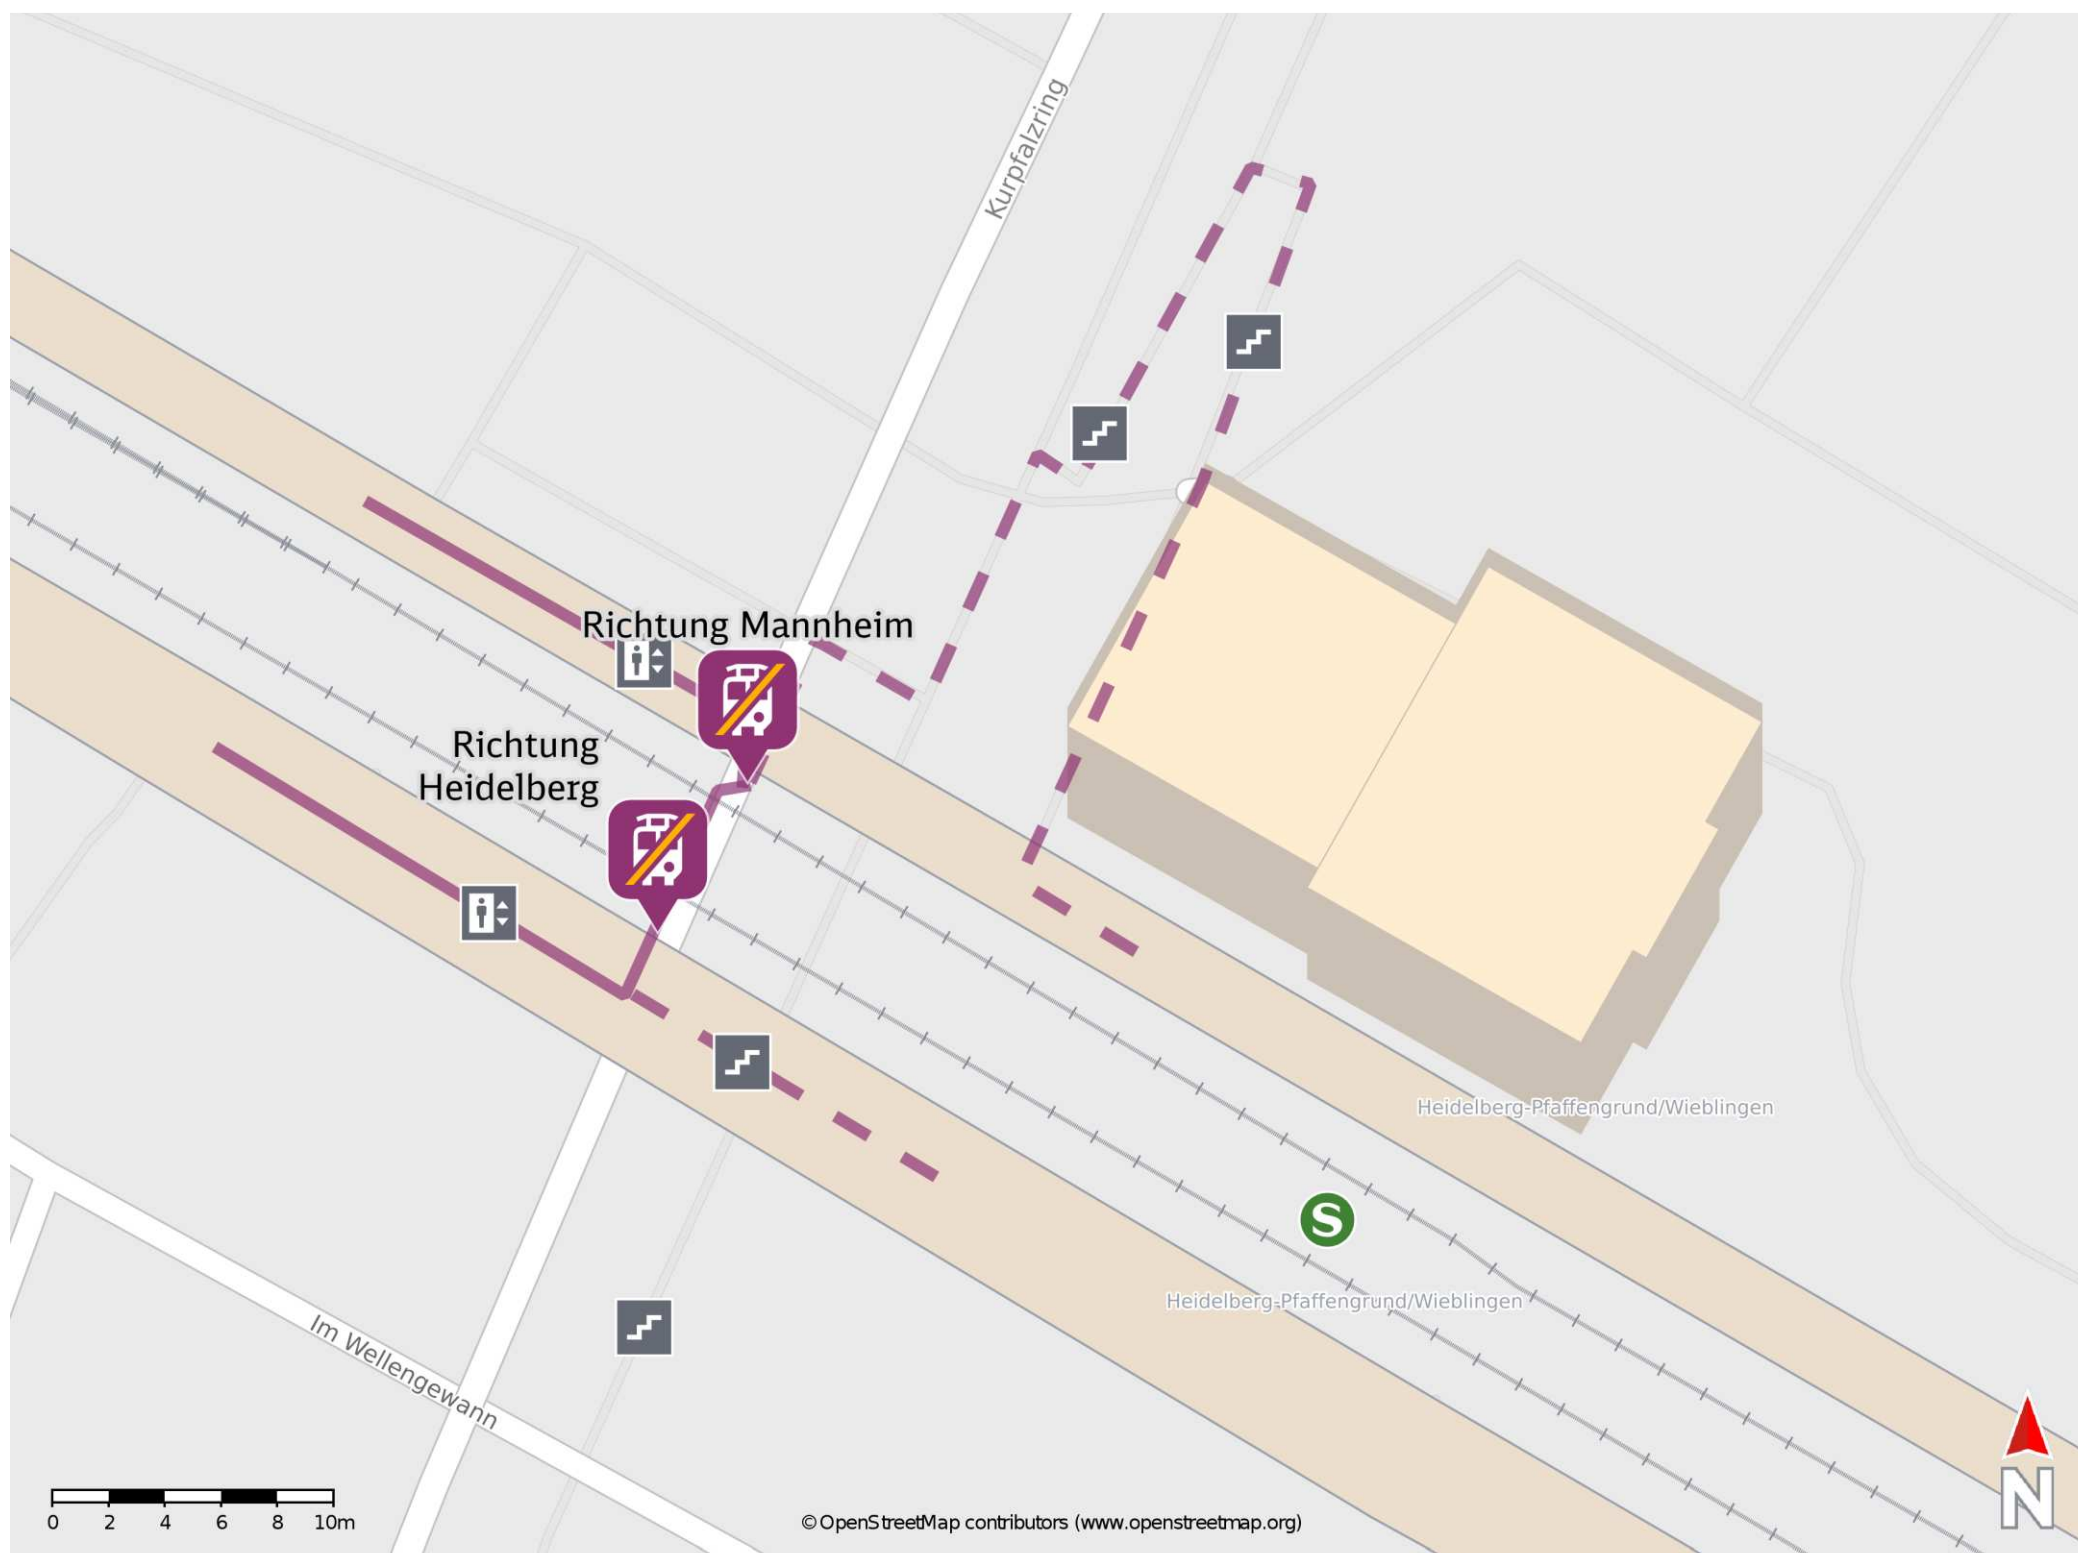 Kurpfalzring
Richtung Mannheim
Richtung
Heidelberg
Heidelberg-Pfaffengrund/Wieblingen
S
Heidelberg-Pfaffengrund/Wieblingen
Im Wellengewann
N
0 2 4 6 8 10m
© OpenStreetMap contributors (www.openstreetmap.org)